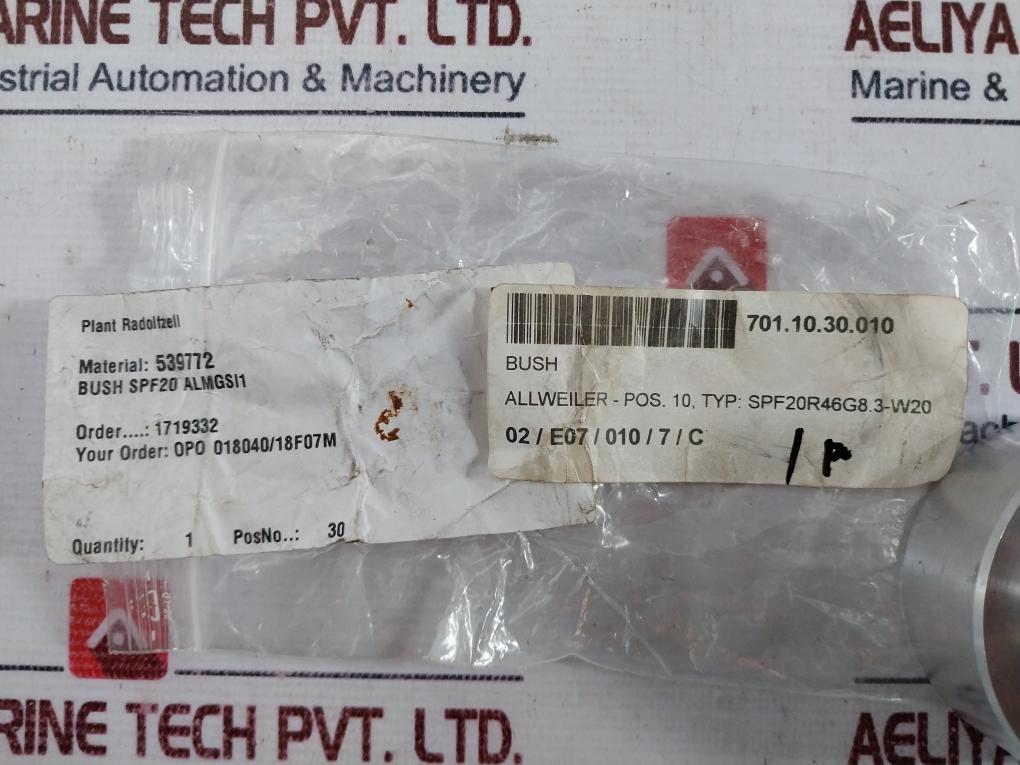 ARINE TECH PVT. LTD.
strial Automation & Machinery
AELIYA
Marine &
Plant Radolfzell
Material: 539772
BUSH SPF20 ALMGSI1
Order....: 1719332
Your Order: OPO 018040/18F07M
Quantity: 1 PosNo..: 30
701.10.30.010
BUSH
ALLWEILER - POS. 10, TYP: SPF20R46G8.3-W20
02 / E07 / 010 / 7 / C
1 P
RINE TECH PVT. LTD.
AELIYA